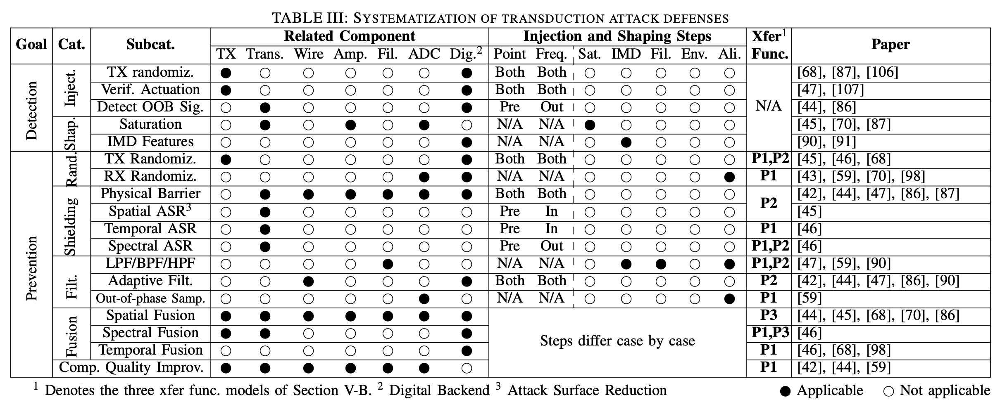 TABLE III: SYSTEMATIZATION OF TRANSDUCTION ATTACK DEFENSES
Goal Cat. Subcat. Related Component Injection and Shaping Steps Xfer¹ Func. Paper
TX Trans. Wire Amp. Fil. ADC Dig.² Point Freq. Sat. IMD Fil. Env. Ali.
Detection
Inject.
TX randomiz. ● ○ ○ ○ ○ ○ ● Both Both ○ ○ ○ ○ ○ N/A [68], [87], [106]
Verif. Actuation ● ○ ○ ○ ○ ○ ● Both Both ○ ○ ○ ○ ○ [47], [107]
Detect OOB Sig. ○ ● ○ ○ ○ ○ ● Pre Out ○ ○ ○ ○ ○ [44], [86]
Shap.
Saturation ○ ● ○ ● ○ ● ○ N/A N/A ● ○ ○ ○ ○ [45], [70], [87]
IMD Features ○ ○ ○ ○ ○ ○ ● N/A N/A ○ ● ○ ○ ○ [90], [91]
Prevention
Rand.
TX Randomiz. ● ○ ○ ○ ○ ○ ● Both Both ○ ○ ○ ○ ○ P1,P2 [45], [46], [68]
RX Randomiz. ○ ○ ○ ○ ○ ● ● N/A N/A ○ ○ ○ ○ ● P1 [43], [59], [70], [98]
Shielding
Physical Barrier ○ ● ● ● ● ● ● Both Both ○ ○ ○ ○ ○ P2 [42], [44], [47], [86], [87]
Spatial ASR³ ○ ● ○ ○ ○ ○ ○ Pre In ○ ○ ○ ○ ○ [45]
Temporal ASR ○ ● ○ ○ ○ ○ ○ Pre In ○ ○ ○ ○ ○ P1 [46]
Spectral ASR ○ ● ○ ○ ○ ○ ○ Pre Out ○ ○ ○ ○ ○ P1,P2 [46]
Filt.
LPF/BPF/HPF ○ ○ ○ ○ ● ○ ○ N/A N/A ○ ● ● ○ ● P1,P2 [47], [59], [90]
Adaptive Filt. ○ ○ ● ○ ○ ○ ● Both Both ○ ○ ○ ○ ○ P2 [42], [44], [47], [86], [90]
Out-of-phase Samp. ○ ○ ○ ○ ○ ● ○ N/A N/A ○ ○ ○ ○ ● P1 [59]
Fusion
Spatial Fusion ● ● ● ● ● ● ● Steps differ case by case P3 [44], [45], [68], [70], [86]
Spectral Fusion ● ● ○ ○ ○ ○ ● P1,P3 [46]
Temporal Fusion ○ ○ ○ ○ ○ ○ ● P1 [46], [68], [98]
Comp. Quality Improv. ● ● ● ● ● ● ○ P1 [42], [44], [59]
¹ Denotes the three xfer func. models of Section V-B. ² Digital Backend ³ Attack Surface Reduction ● Applicable ○ Not applicable